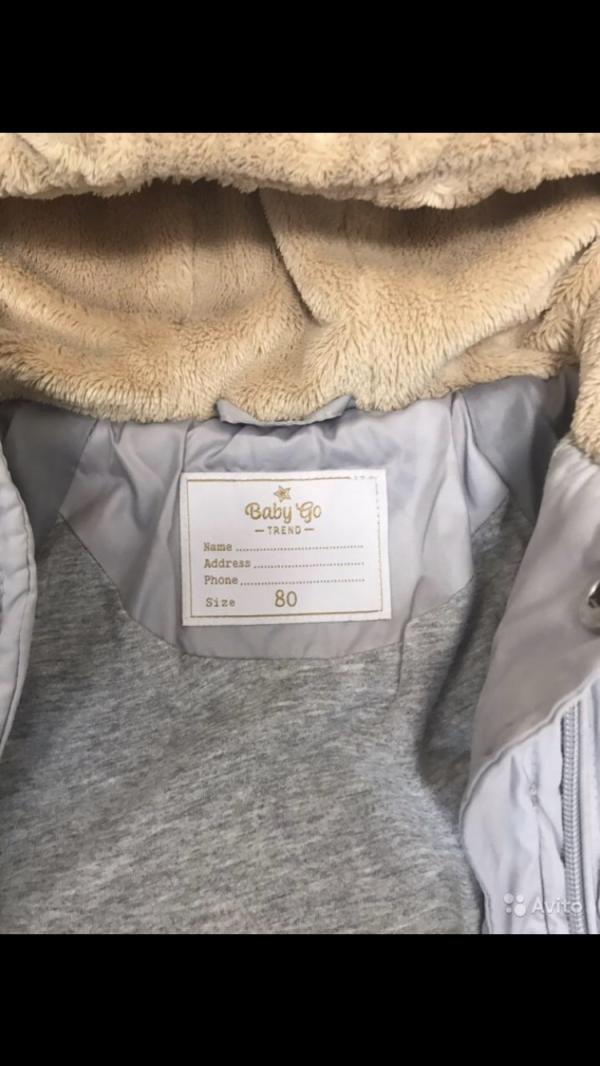 Baby Go
— TREND —
Name ........................................
Address ..................................
Phone ......................................
Size 80
Avito